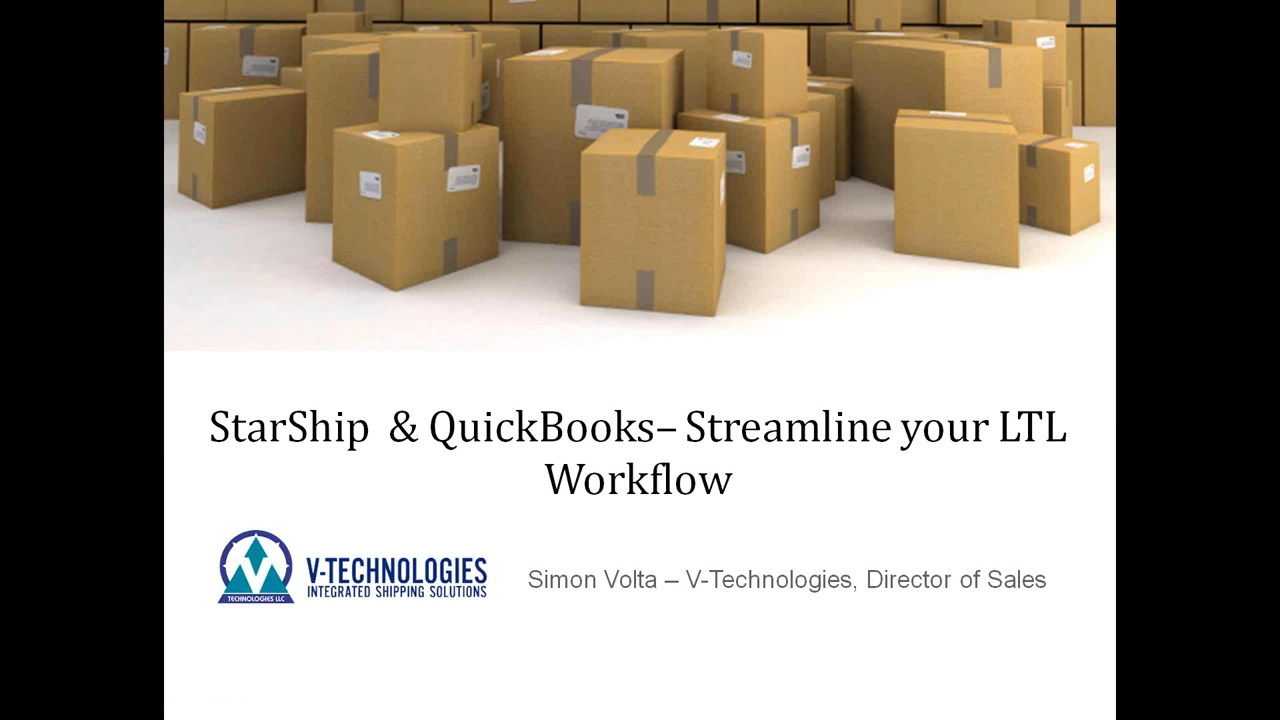 StarShip & QuickBooks– Streamline your LTL
Workflow
V-TECHNOLOGIES
INTEGRATED SHIPPING SOLUTIONS
TECHNOLOGIES LLC
Simon Volta – V-Technologies, Director of Sales